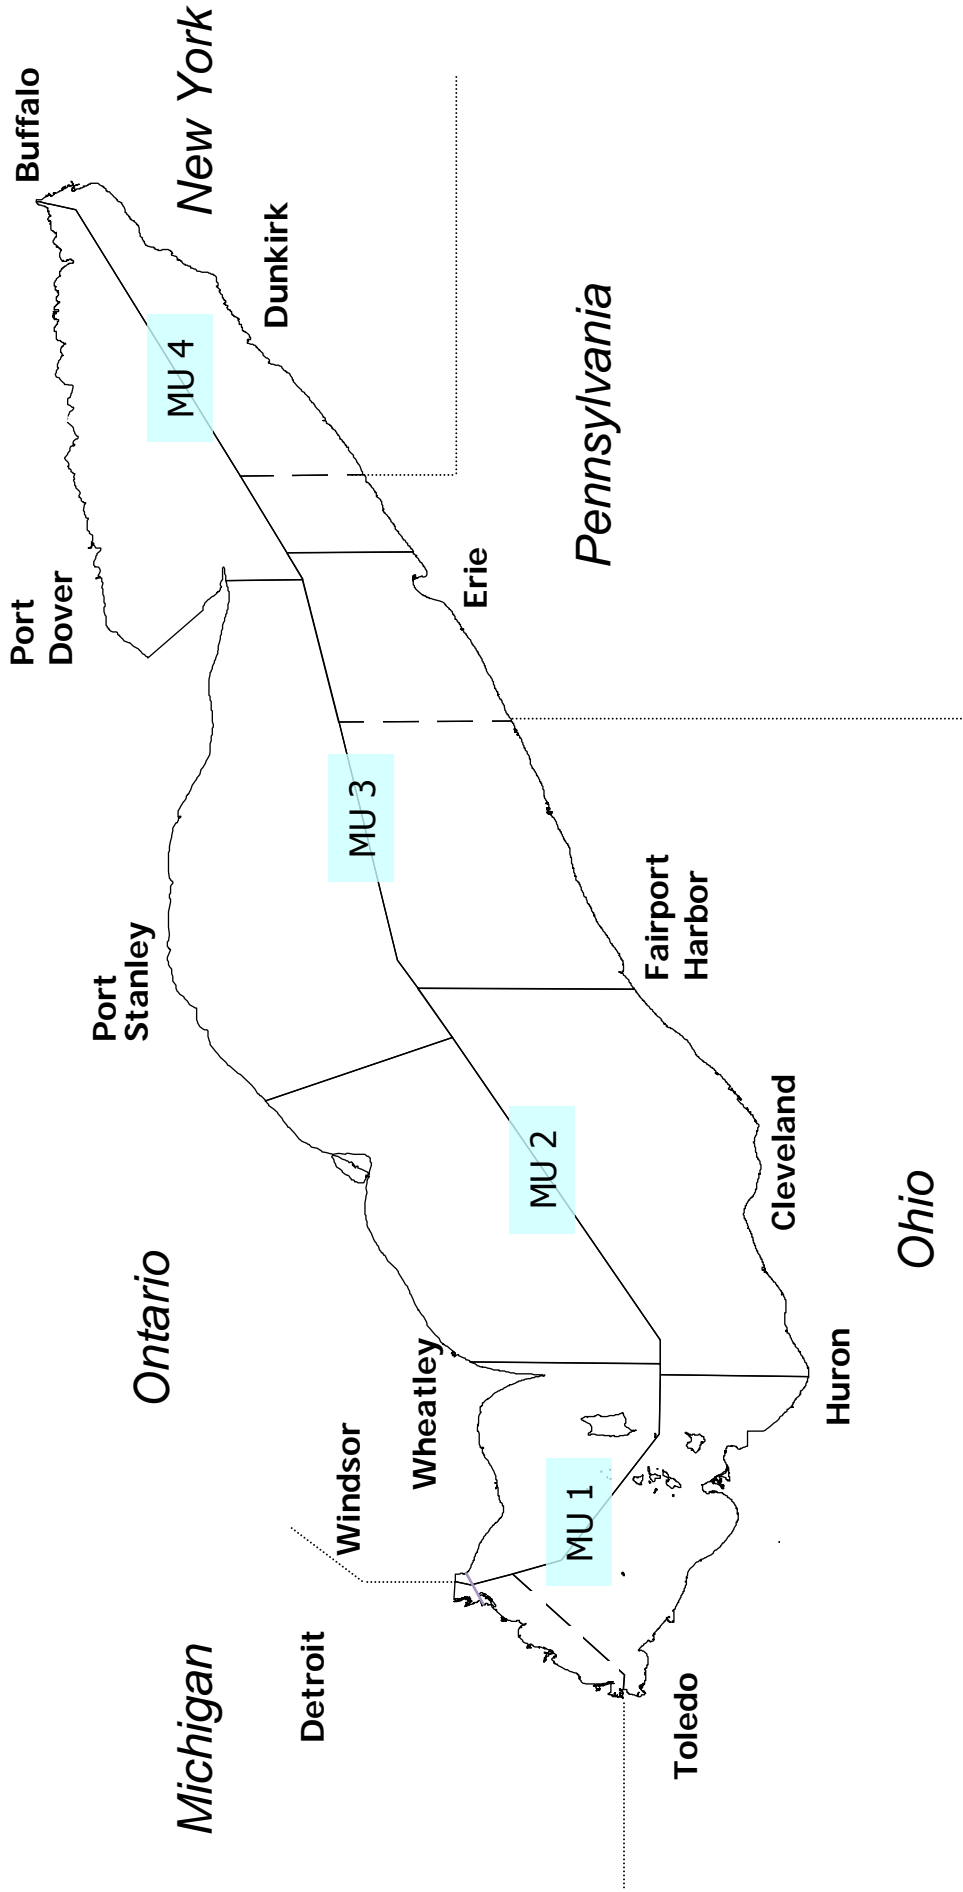 Buffalo
New York
Dunkirk
MU 4
Port
Dover
Erie
Pennsylvania
MU 3
Port
Stanley
Fairport
Harbor
MU 2
Cleveland
Ohio
Ontario
Wheatley
Huron
Windsor
MU 1
Michigan
Detroit
Toledo